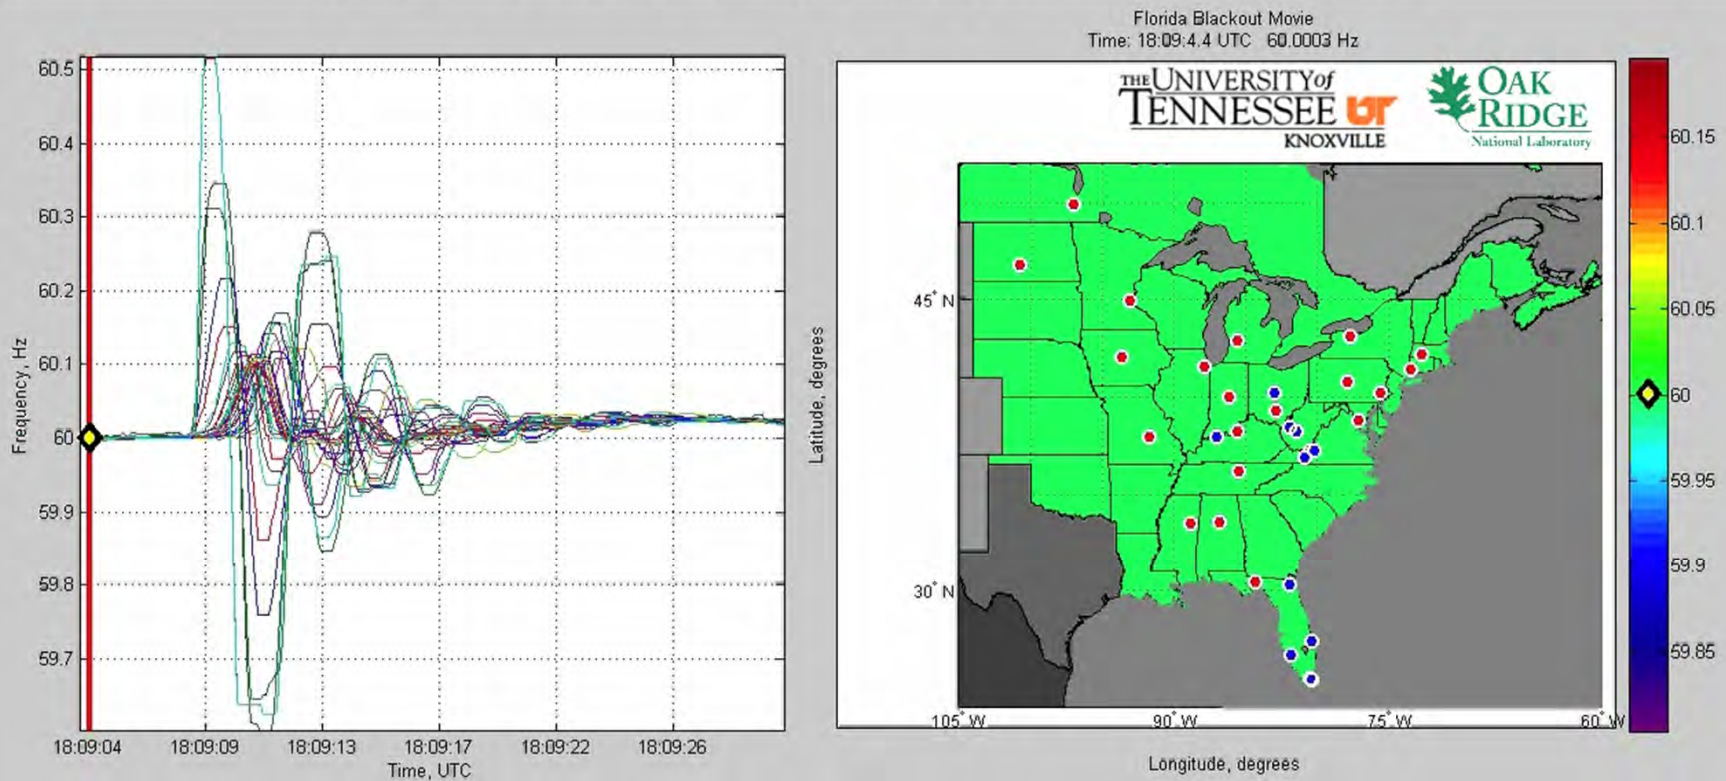 Florida Blackout Movie
Time: 18:09:4.4 UTC 60.0003 Hz
60.5
60.4
60.3
60.2
60.1
60
59.9
59.8
59.7
Frequency, Hz
18:09:04 18:09:09 18:09:13 18:09:17 18:09:22 18:09:26
Time, UTC
THE UNIVERSITY of
TENNESSEE UT
KNOXVILLE
OAK
RIDGE
National Laboratory
45° N
30° N
Latitude, degrees
105°W 90°W 75°W 60°W
Longitude, degrees
60.15
60.1
60.05
60
59.95
59.9
59.85